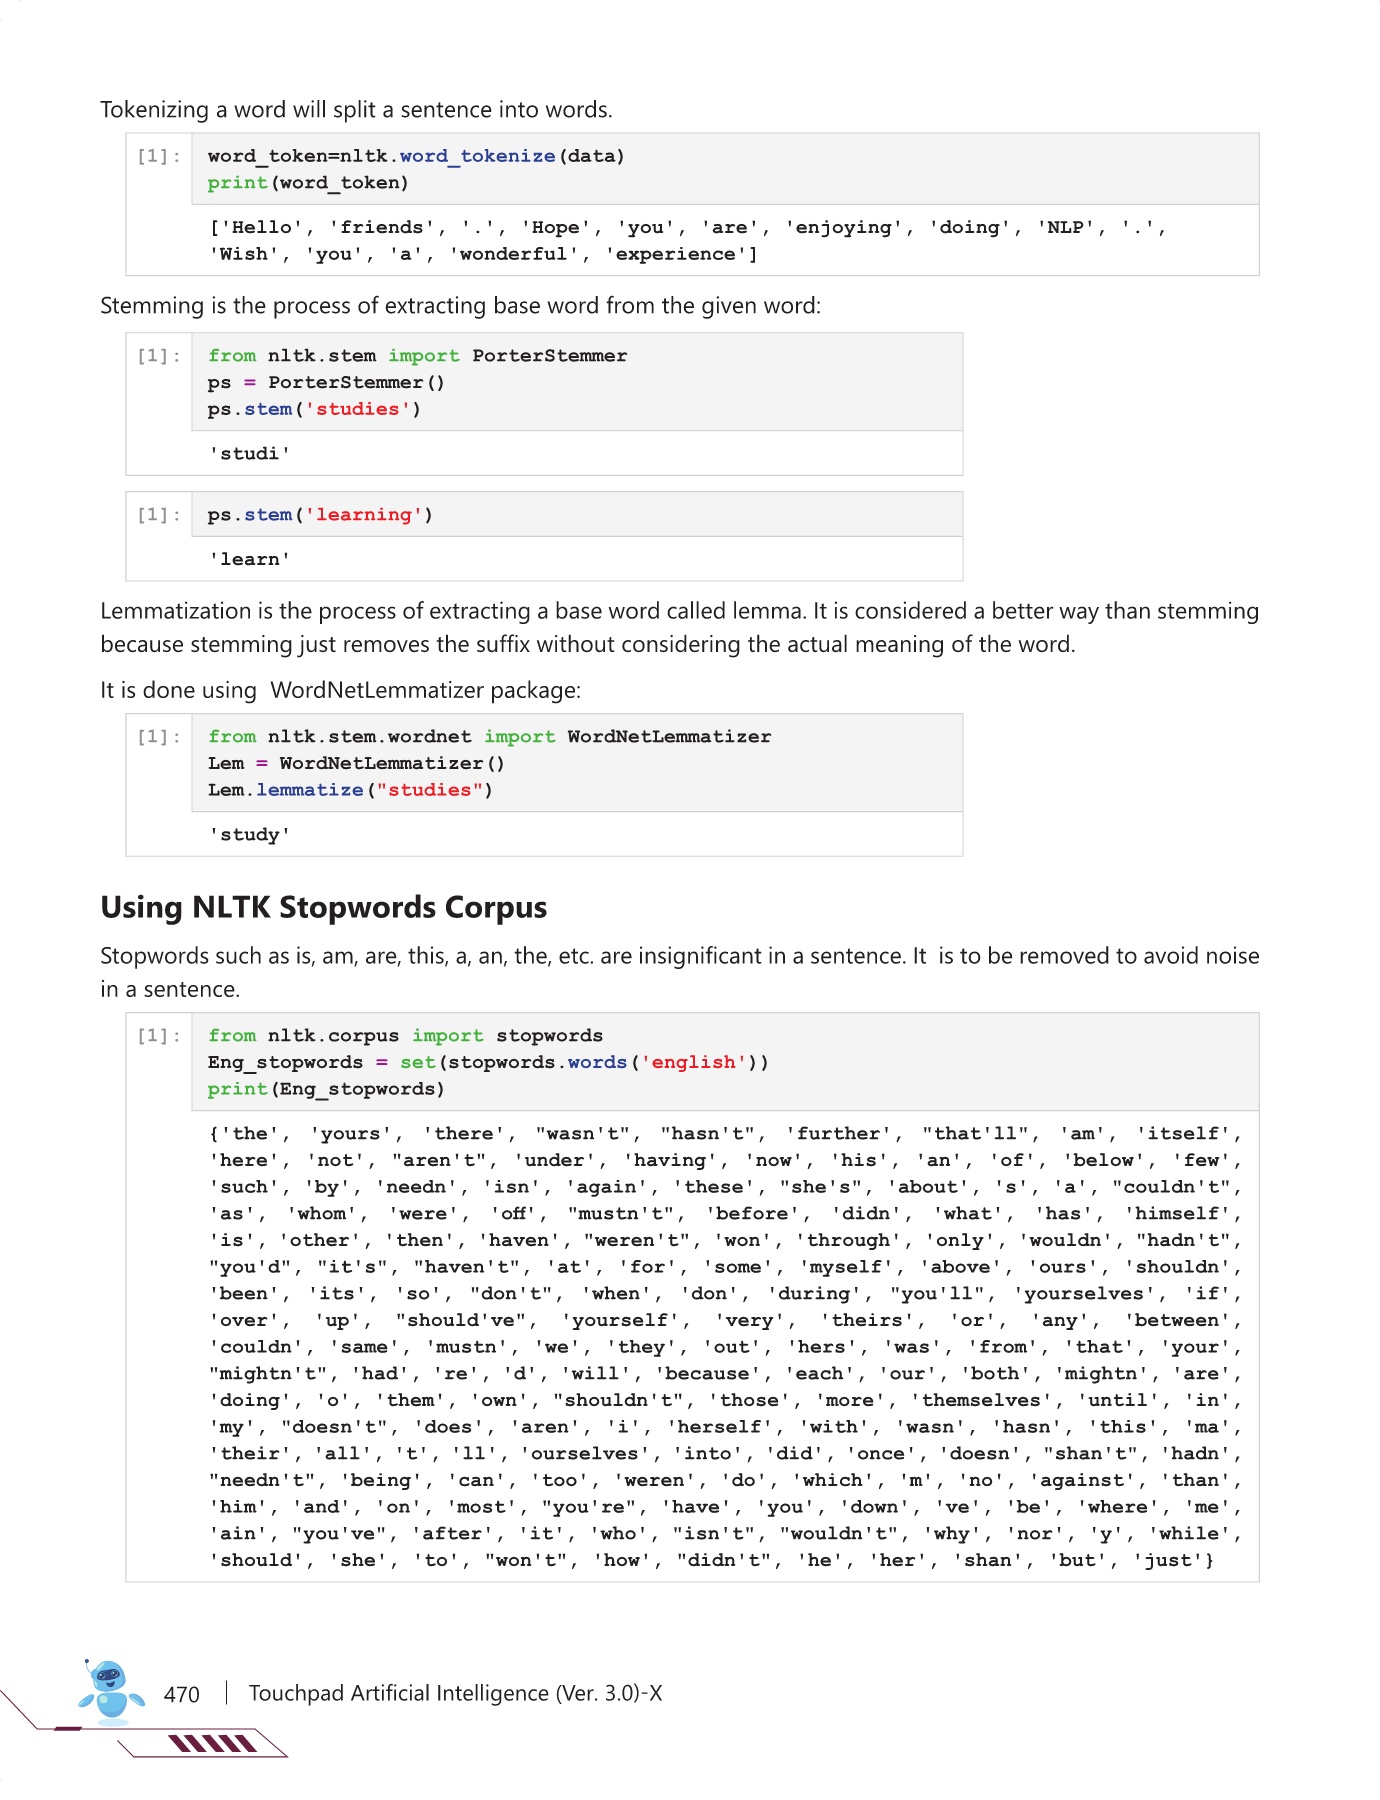 Tokenizing a word will split a sentence into words.
[1]: word_token=nltk.word_tokenize(data)
print(word_token)
['Hello', 'friends', '.', 'Hope', 'you', 'are', 'enjoying', 'doing', 'NLP', '.',
'Wish', 'you', 'a', 'wonderful', 'experience']
Stemming is the process of extracting base word from the given word:
[1]: from nltk.stem import PorterStemmer
ps = PorterStemmer()
ps.stem('studies')
'studi'
[1]: ps.stem('learning')
'learn'
Lemmatization is the process of extracting a base word called lemma. It is considered a better way than stemming
because stemming just removes the suffix without considering the actual meaning of the word.
It is done using  WordNetLemmatizer package:
[1]: from nltk.stem.wordnet import WordNetLemmatizer
Lem = WordNetLemmatizer()
Lem.lemmatize("studies")
'study'
Using NLTK Stopwords Corpus
Stopwords such as is, am, are, this, a, an, the, etc. are insignificant in a sentence. It  is to be removed to avoid noise
in a sentence.
[1]: from nltk.corpus import stopwords
Eng_stopwords = set(stopwords.words('english'))
print(Eng_stopwords)
{'the', 'yours', 'there', "wasn't", "hasn't", 'further', "that'll", 'am', 'itself',
'here', 'not', "aren't", 'under', 'having', 'now', 'his', 'an', 'of', 'below', 'few',
'such', 'by', 'needn', 'isn', 'again', 'these', "she's", 'about', 's', 'a', "couldn't",
'as', 'whom', 'were', 'off', "mustn't", 'before', 'didn', 'what', 'has', 'himself',
'is', 'other', 'then', 'haven', "weren't", 'won', 'through', 'only', 'wouldn', "hadn't",
"you'd", "it's", "haven't", 'at', 'for', 'some', 'myself', 'above', 'ours', 'shouldn',
'been', 'its', 'so', "don't", 'when', 'don', 'during', "you'll", 'yourselves', 'if',
'over', 'up', "should've", 'yourself', 'very', 'theirs', 'or', 'any', 'between',
'couldn', 'same', 'mustn', 'we', 'they', 'out', 'hers', 'was', 'from', 'that', 'your',
"mightn't", 'had', 're', 'd', 'will', 'because', 'each', 'our', 'both', 'mightn', 'are',
'doing', 'o', 'them', 'own', "shouldn't", 'those', 'more', 'themselves', 'until', 'in',
'my', "doesn't", 'does', 'aren', 'i', 'herself', 'with', 'wasn', 'hasn', 'this', 'ma',
'their', 'all', 't', 'll', 'ourselves', 'into', 'did', 'once', 'doesn', "shan't", 'hadn',
"needn't", 'being', 'can', 'too', 'weren', 'do', 'which', 'm', 'no', 'against', 'than',
'him', 'and', 'on', 'most', "you're", 'have', 'you', 'down', 've', 'be', 'where', 'me',
'ain', "you've", 'after', 'it', 'who', "isn't", "wouldn't", 'why', 'nor', 'y', 'while',
'should', 'she', 'to', "won't", 'how', "didn't", 'he', 'her', 'shan', 'but', 'just'}
470 | Touchpad Artificial Intelligence (Ver. 3.0)-X